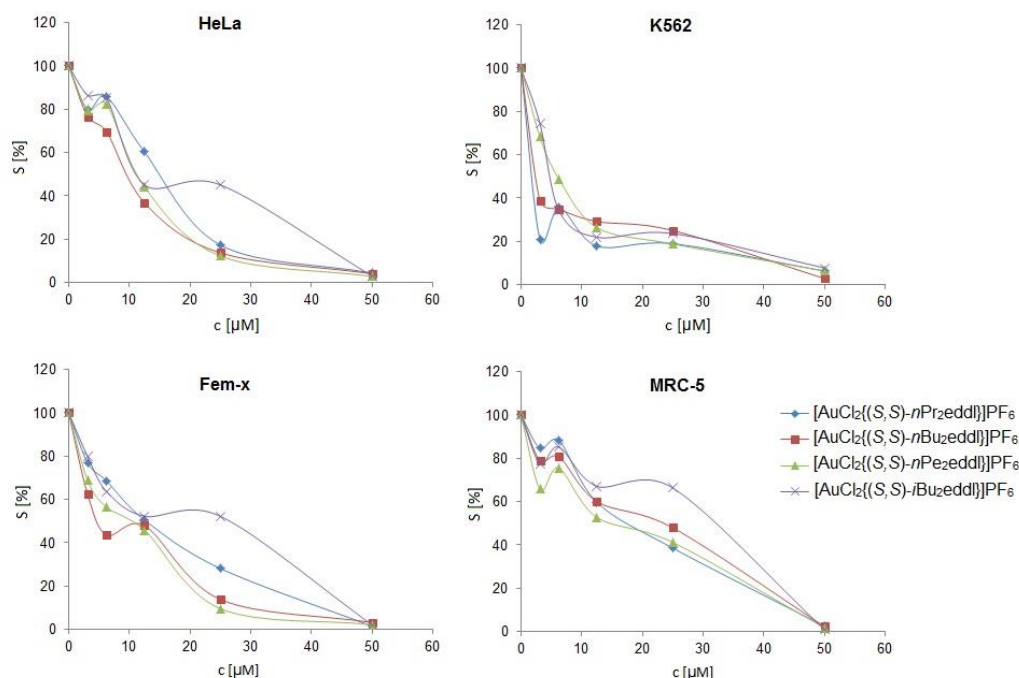 HeLa
120
100
80
60
40
20
0
S [%]
0 10 20 30 40 50 60
c [µM]
K562
120
100
80
60
40
20
0
S [%]
0 10 20 30 40 50 60
c [µM]
Fem-x
120
100
80
60
40
20
0
S [%]
0 10 20 30 40 50 60
c [µM]
MRC-5
120
100
80
60
40
20
0
S [%]
0 10 20 30 40 50 60
c [µM]
[AuCl₂{(S,S)-nPr₂eddl}]PF₆
[AuCl₂{(S,S)-nBu₂eddl}]PF₆
[AuCl₂{(S,S)-nPe₂eddl}]PF₆
[AuCl₂{(S,S)-iBu₂eddl}]PF₆